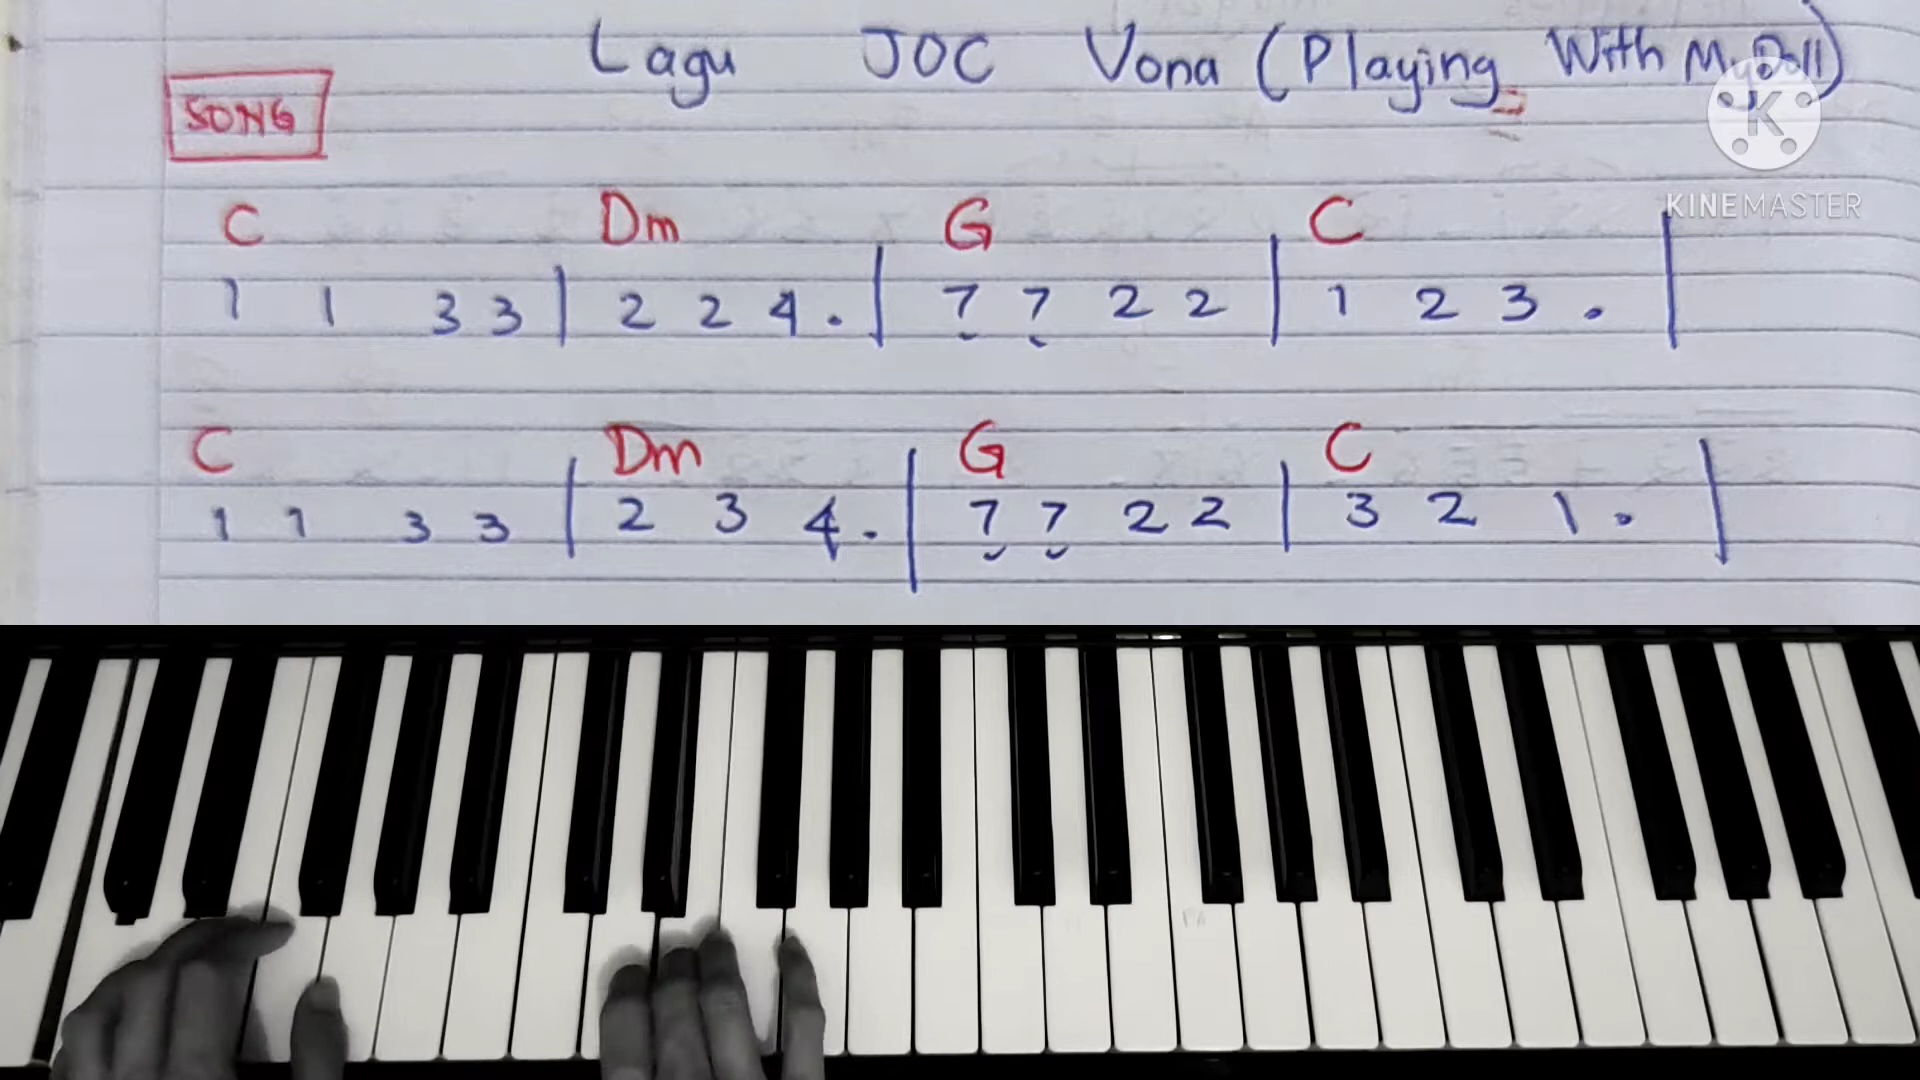 Lagu JOC Vona (Playing With My Doll)
SONG
K
KINEMASTER
C Dm G C
1 1 3 3 | 2 2 4 . | 7 7 2 2 | 1 2 3 . |
C Dm G C
1 1 3 3 | 2 3 4 . | 7 7 2 2 | 3 2 1 . |